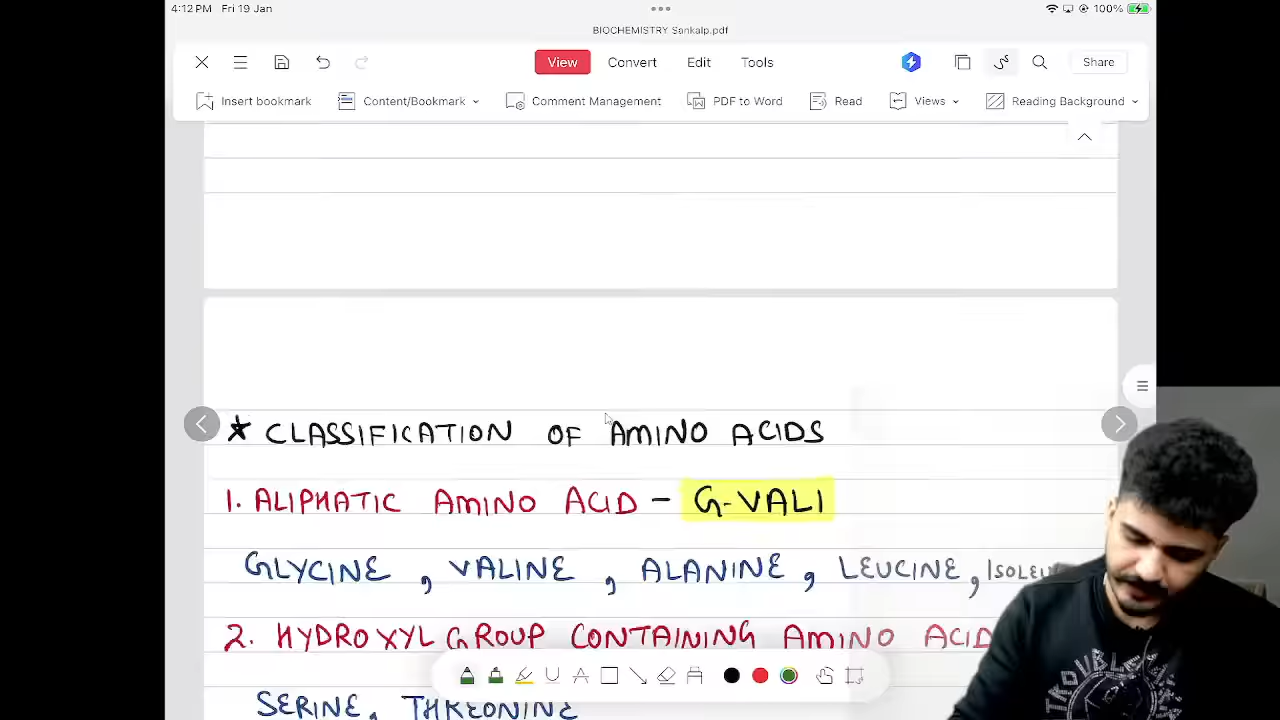 4:12 PM Fri 19 Jan
100%
BIOCHEMISTRY Sankalp.pdf
View Convert Edit Tools
Share
Insert bookmark Content/Bookmark Comment Management PDF to Word Read Views Reading Background
* CLASSIFICATION OF AMINO ACIDS
1. ALIPHATIC AMINO ACID - G-VALI
GLYCINE, VALINE, ALANINE, LEUCINE,
2. HYDROXYL GROUP CONTAINING AMINO ACID
SERINE, THREONINE